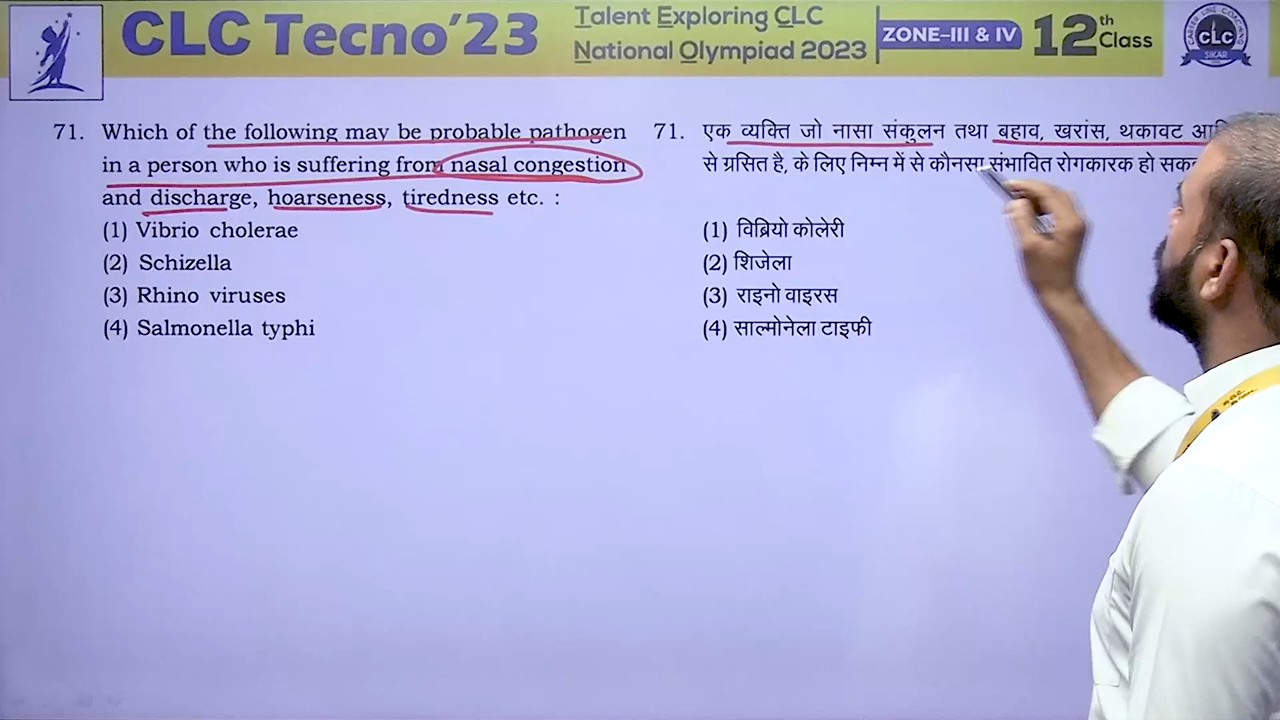 CLC Tecno'23
Talent Exploring CLC
National Olympiad 2023
ZONE–III & IV
12th Class
CLC
SIKAR
71. Which of the following may be probable pathogen
in a person who is suffering from nasal congestion
and discharge, hoarseness, tiredness etc. :
(1) Vibrio cholerae
(2) Schizella
(3) Rhino viruses
(4) Salmonella typhi
71. एक व्यक्ति जो नासा संकुलन तथा बहाव, खरांस, थकावट
से ग्रसित है, के लिए निम्न में से कौनसा संभावित रोगकारक हो
(1) विब्रियो कोलेरी
(2) शिजेला
(3) राइनो वाइरस
(4) साल्मोनेला टाइफी